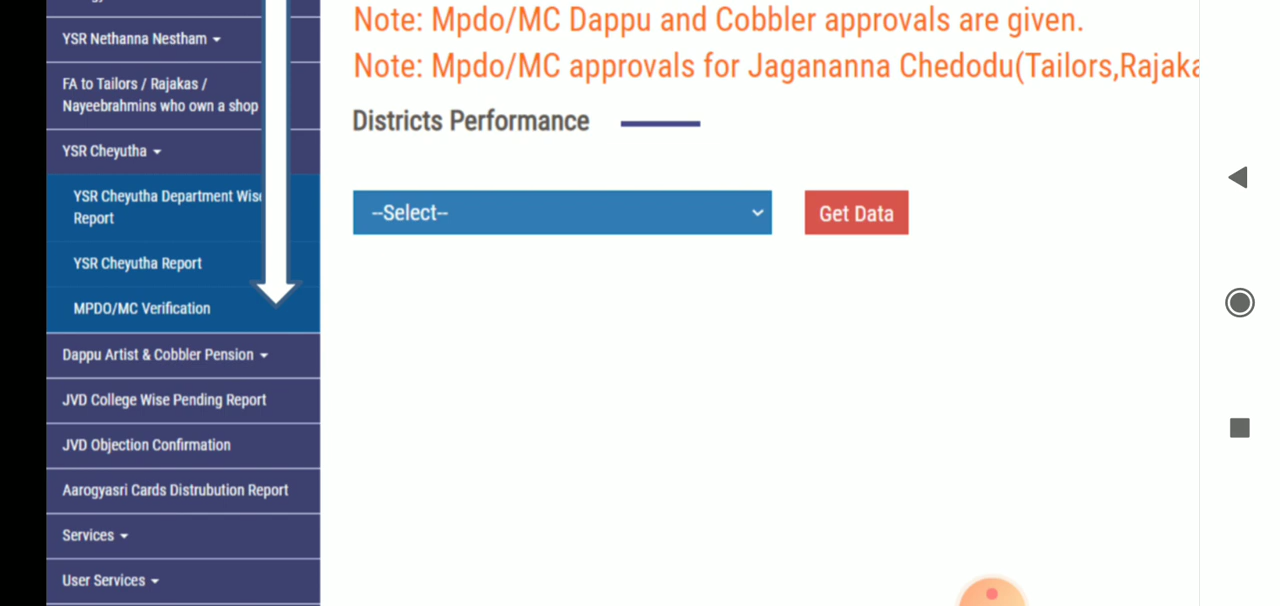 YSR Nethanna Nestham
FA to Tailors / Rajakas /
Nayeebrahmins who own a shop
YSR Cheyutha
YSR Cheyutha Department Wise
Report
YSR Cheyutha Report
MPDO/MC Verification
Dappu Artist & Cobbler Pension
JVD College Wise Pending Report
JVD Objection Confirmation
Aarogyasri Cards Distrubution Report
Services
User Services
Note: Mpdo/MC Dappu and Cobbler approvals are given.
Note: Mpdo/MC approvals for Jagananna Chedodu(Tailors,Rajaka
Districts Performance
--Select--
Get Data